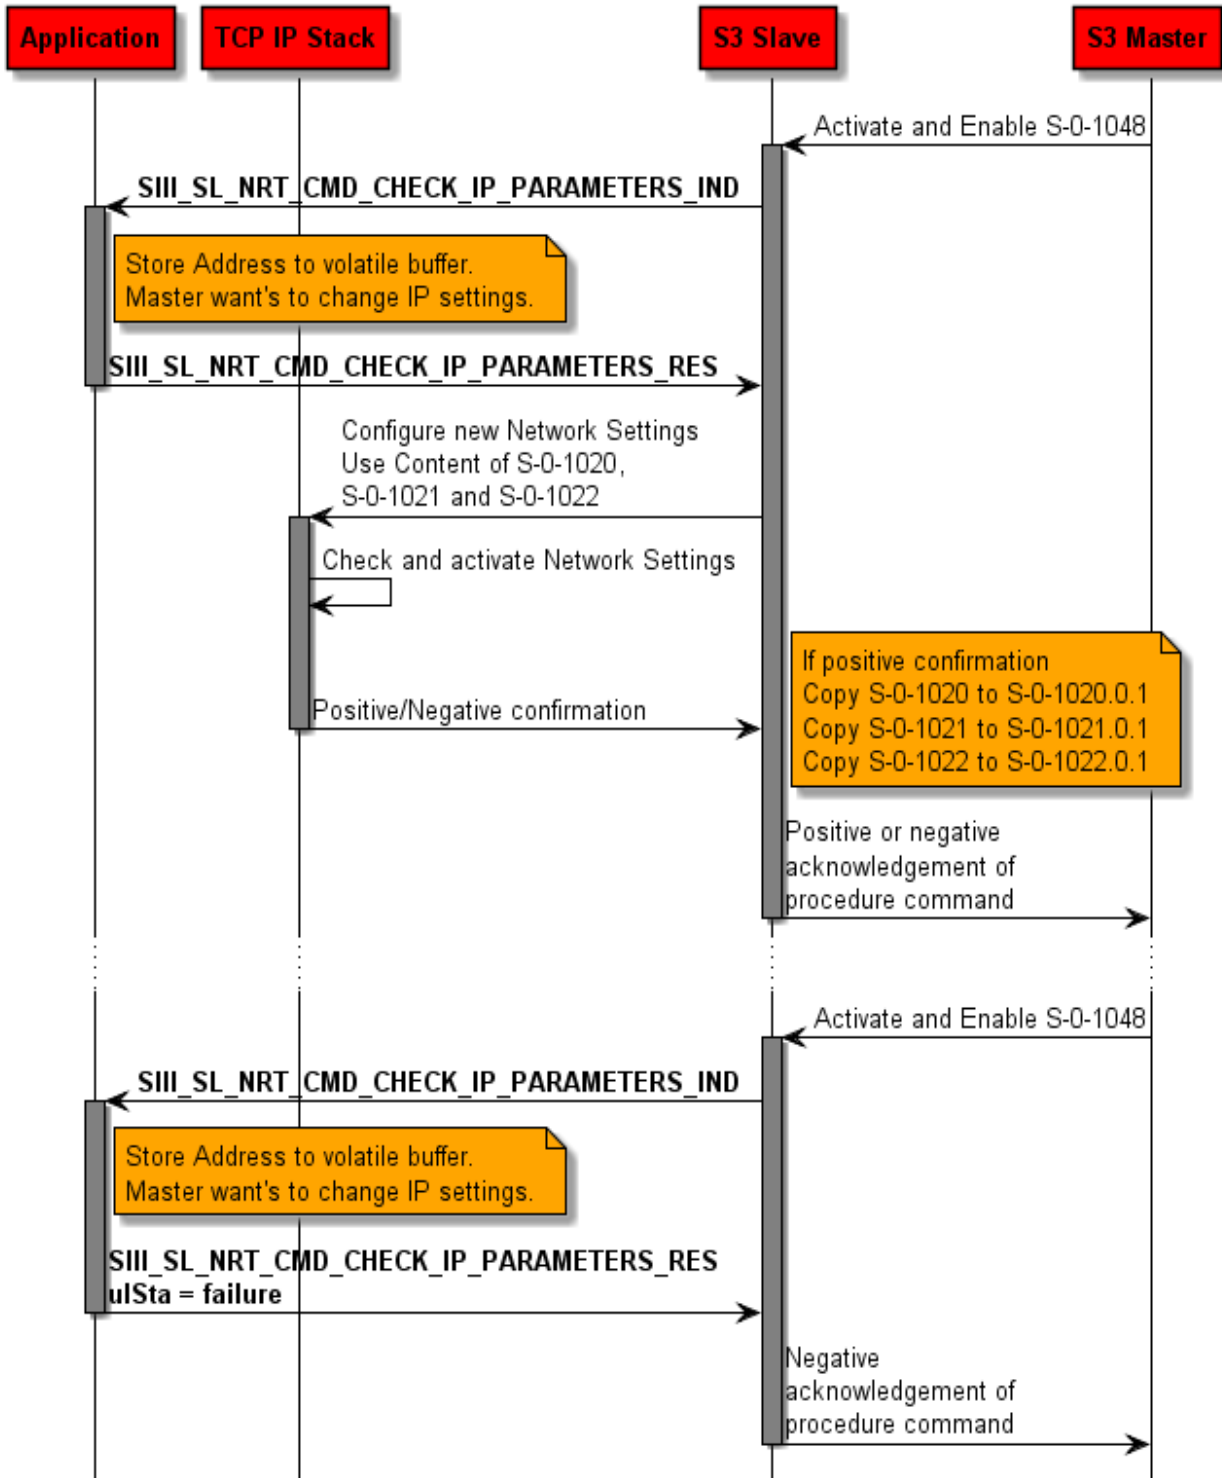 Application
TCP IP Stack
S3 Slave
S3 Master
Activate and Enable S-0-1048
SIII_SL_NRT_CMD_CHECK_IP_PARAMETERS_IND
Store Address to volatile buffer.
Master want's to change IP settings.
SIII_SL_NRT_CMD_CHECK_IP_PARAMETERS_RES
Configure new Network Settings
Use Content of S-0-1020,
S-0-1021 and S-0-1022
Check and activate Network Settings
If positive confirmation
Copy S-0-1020 to S-0-1020.0.1
Copy S-0-1021 to S-0-1021.0.1
Copy S-0-1022 to S-0-1022.0.1
Positive/Negative confirmation
Positive or negative
acknowledgement of
procedure command
Activate and Enable S-0-1048
SIII_SL_NRT_CMD_CHECK_IP_PARAMETERS_IND
Store Address to volatile buffer.
Master want's to change IP settings.
SIII_SL_NRT_CMD_CHECK_IP_PARAMETERS_RES
ulSta = failure
Negative
acknowledgement of
procedure command